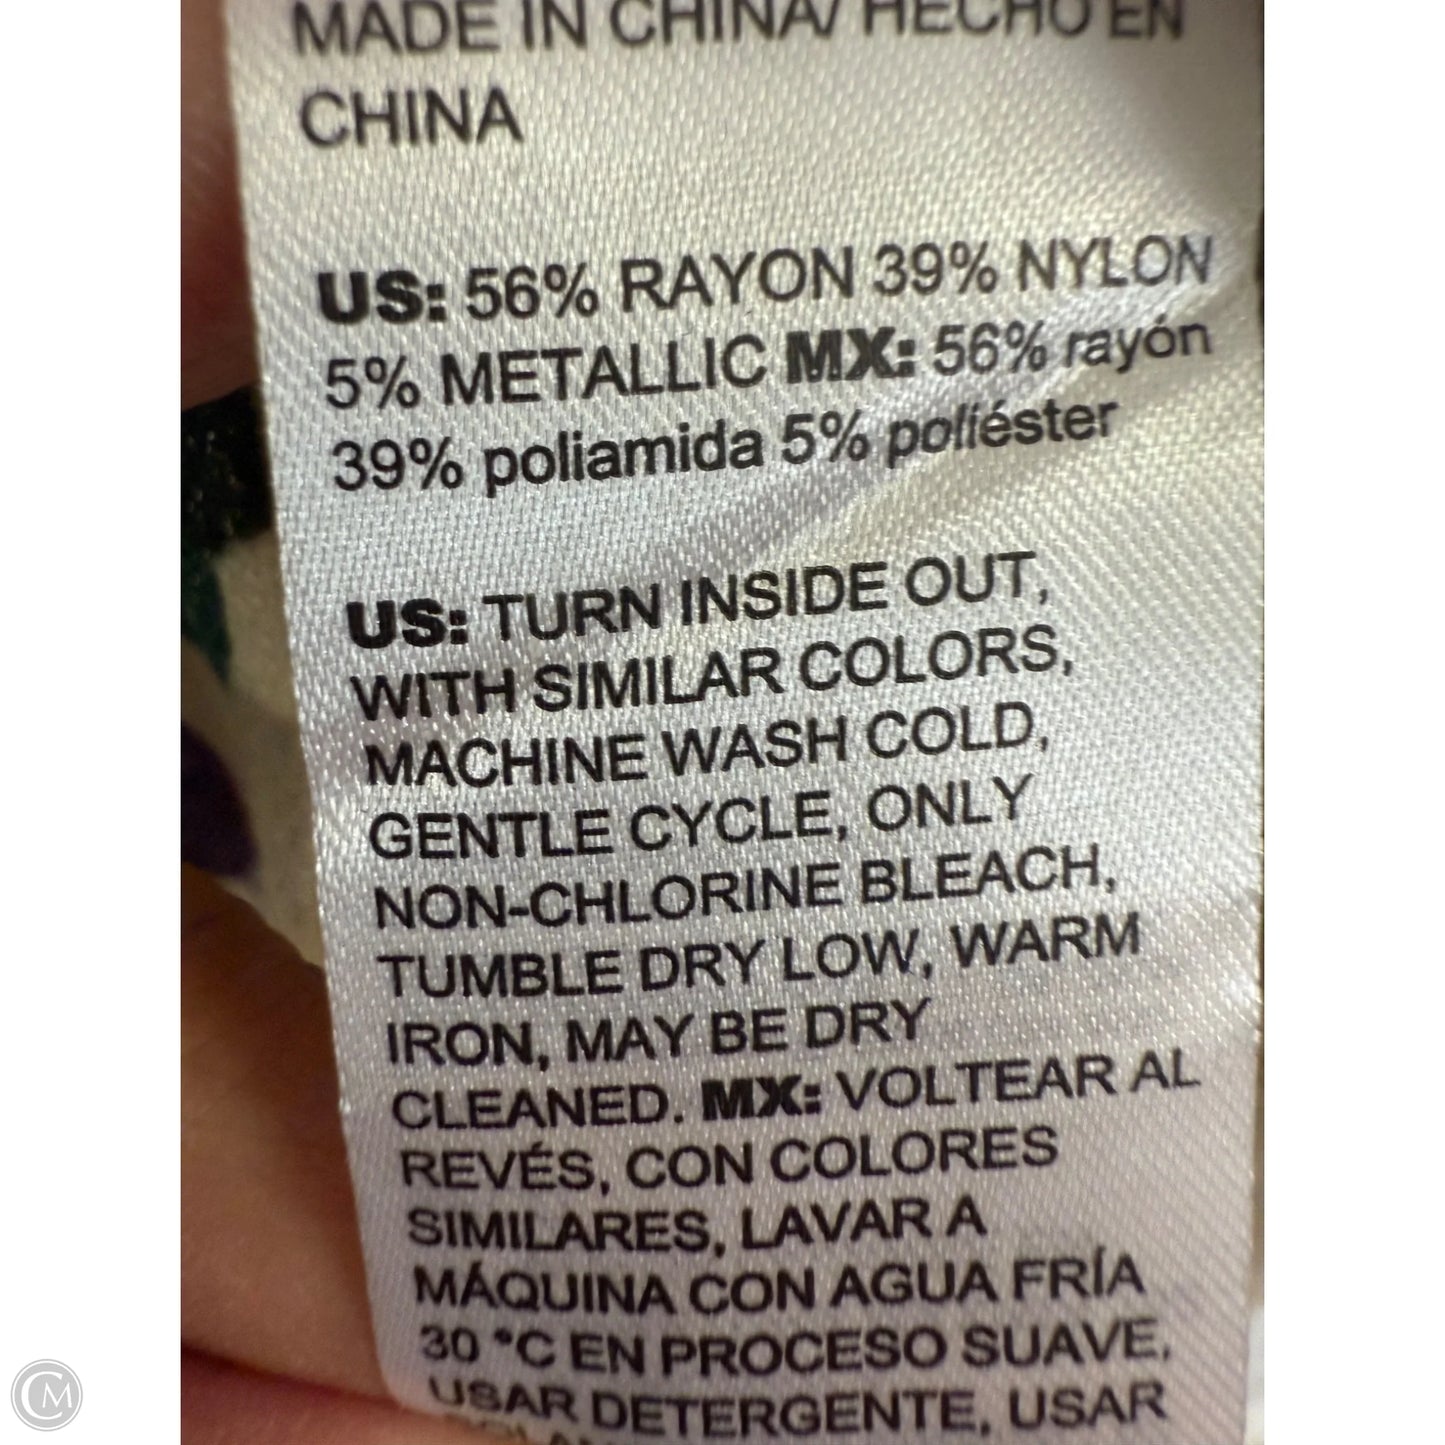 MADE IN CHINA/ HECHO EN
CHINA
US: 56% RAYON 39% NYLON
5% METALLIC MX: 56% rayón
39% poliamida 5% poliéster
US: TURN INSIDE OUT,
WITH SIMILAR COLORS,
MACHINE WASH COLD,
GENTLE CYCLE, ONLY
NON-CHLORINE BLEACH,
TUMBLE DRY LOW, WARM
IRON, MAY BE DRY
CLEANED. MX: VOLTEAR AL
REVÉS, CON COLORES
SIMILARES, LAVAR A
MÁQUINA CON AGUA FRÍA
30 °C EN PROCESO SUAVE,
USAR DETERGENTE, USAR
CM